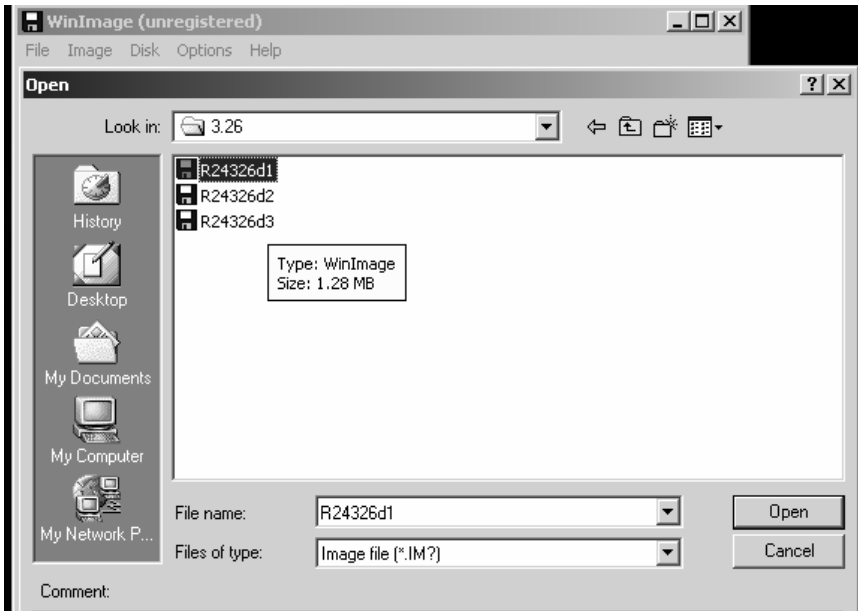 WinImage (unregistered)
File Image Disk Options Help
Open
Look in: 3.26
R24326d1
R24326d2
R24326d3
Type: WinImage
Size: 1.28 MB
History
Desktop
My Documents
My Computer
My Network P...
File name: R24326d1 Open
Files of type: Image file (*.IM?) Cancel
Comment: